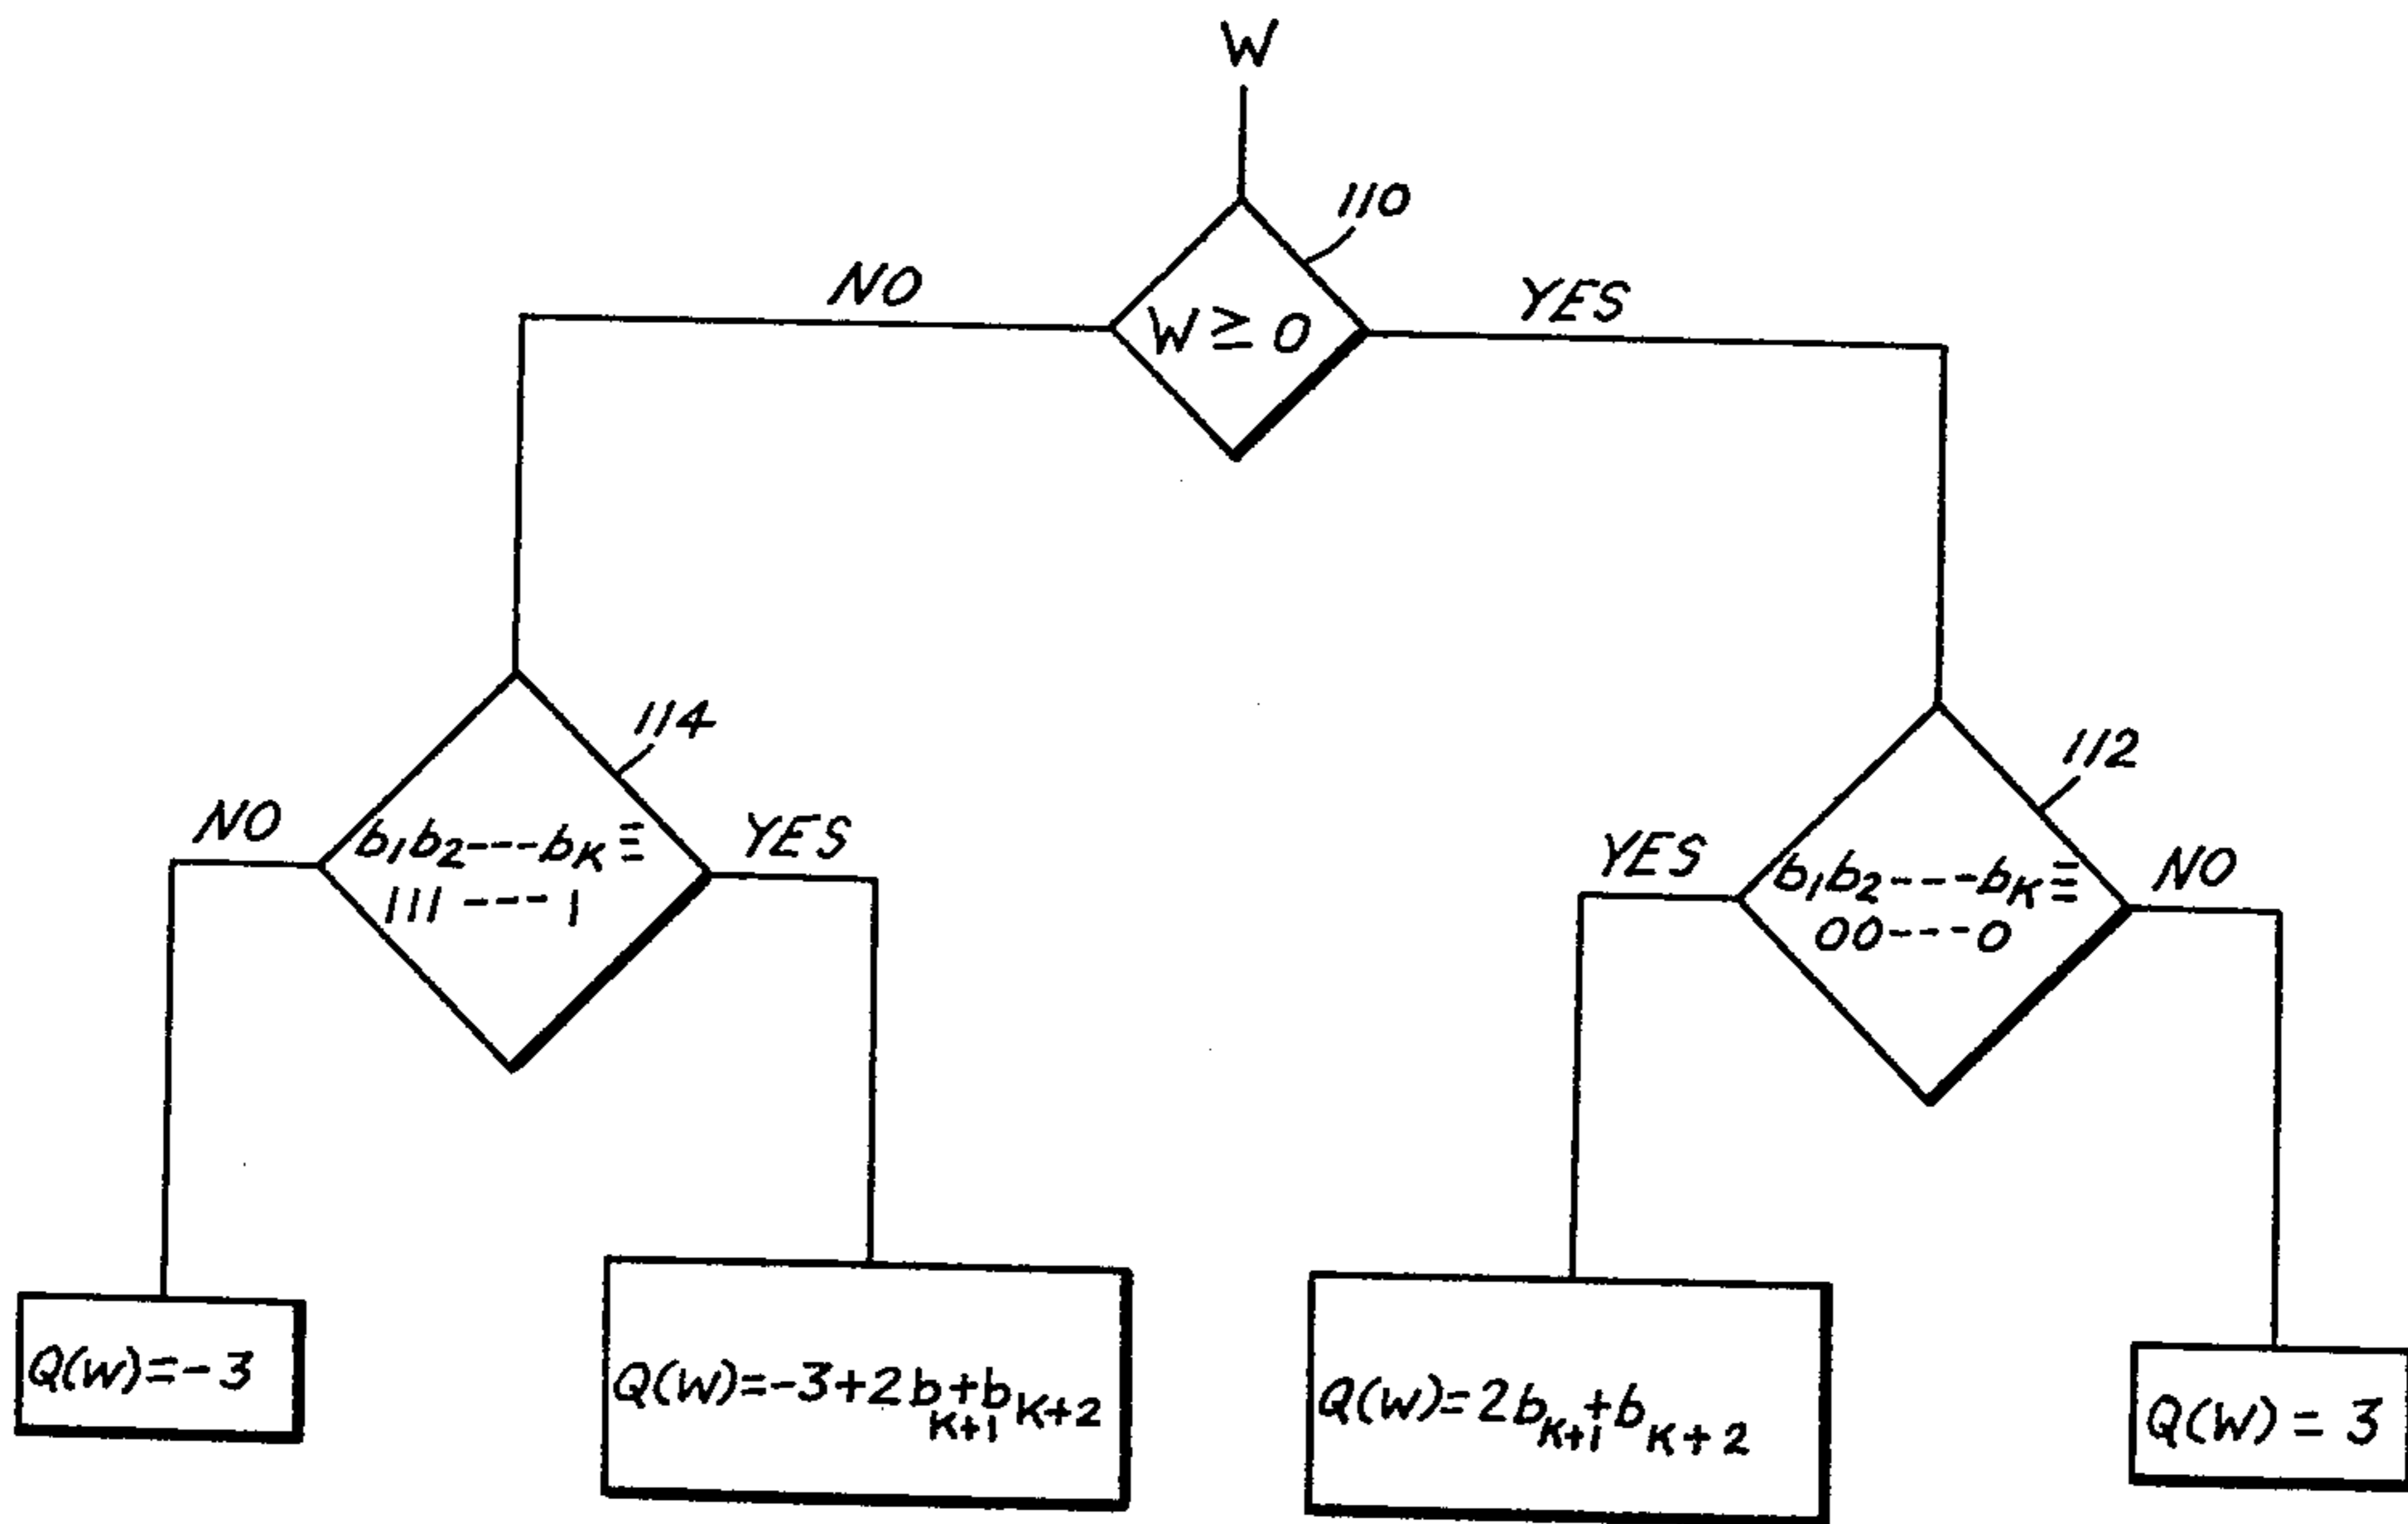 W
110
NO
YES
W ≥ 0
114
112
NO
b₁b₂---bₖ ≡
111 --- 1
YES
YES
b₁b₂---bₖ ≡
00---0
NO
Q(W)=-3
Q(W)=-3+2bₖ₊₁+bₖ₊₂
Q(W)=2bₖ₊₁+bₖ₊₂
Q(W) = 3